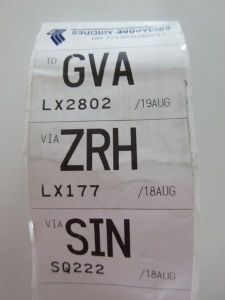 SINGAPORE AIRLINES
TO GVA
LX2802 /19AUG
VIA ZRH
LX177 /18AUG
VIA SIN
SQ222 /18AUG